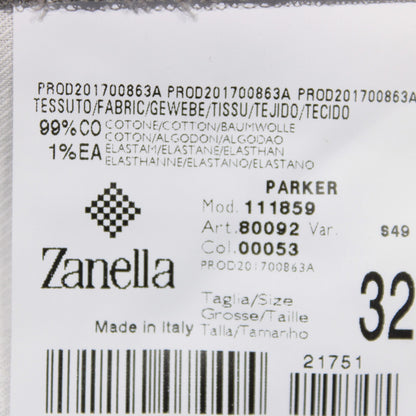 PROD201700863A PROD201700863A PROD201700863A
TESSUTO/FABRIC/GEWEBE/TISSU/TEJIDO/TECIDO
99%CO COTONE/COTTON/BAUMWOLLE
COTON/ALGODON/ALGODAO
1%EA ELASTAM/ELASTANE/ELASTHAN
ELASTHANNE/ELASTANO/ELASTANO
PARKER
Mod. 111859
Art. 80092 Var. S49
Col. 00053
PROD201700863A
Zanella
Taglia/Size
Grosse/Taille 32
Made in Italy Talla/Tamanho
21751